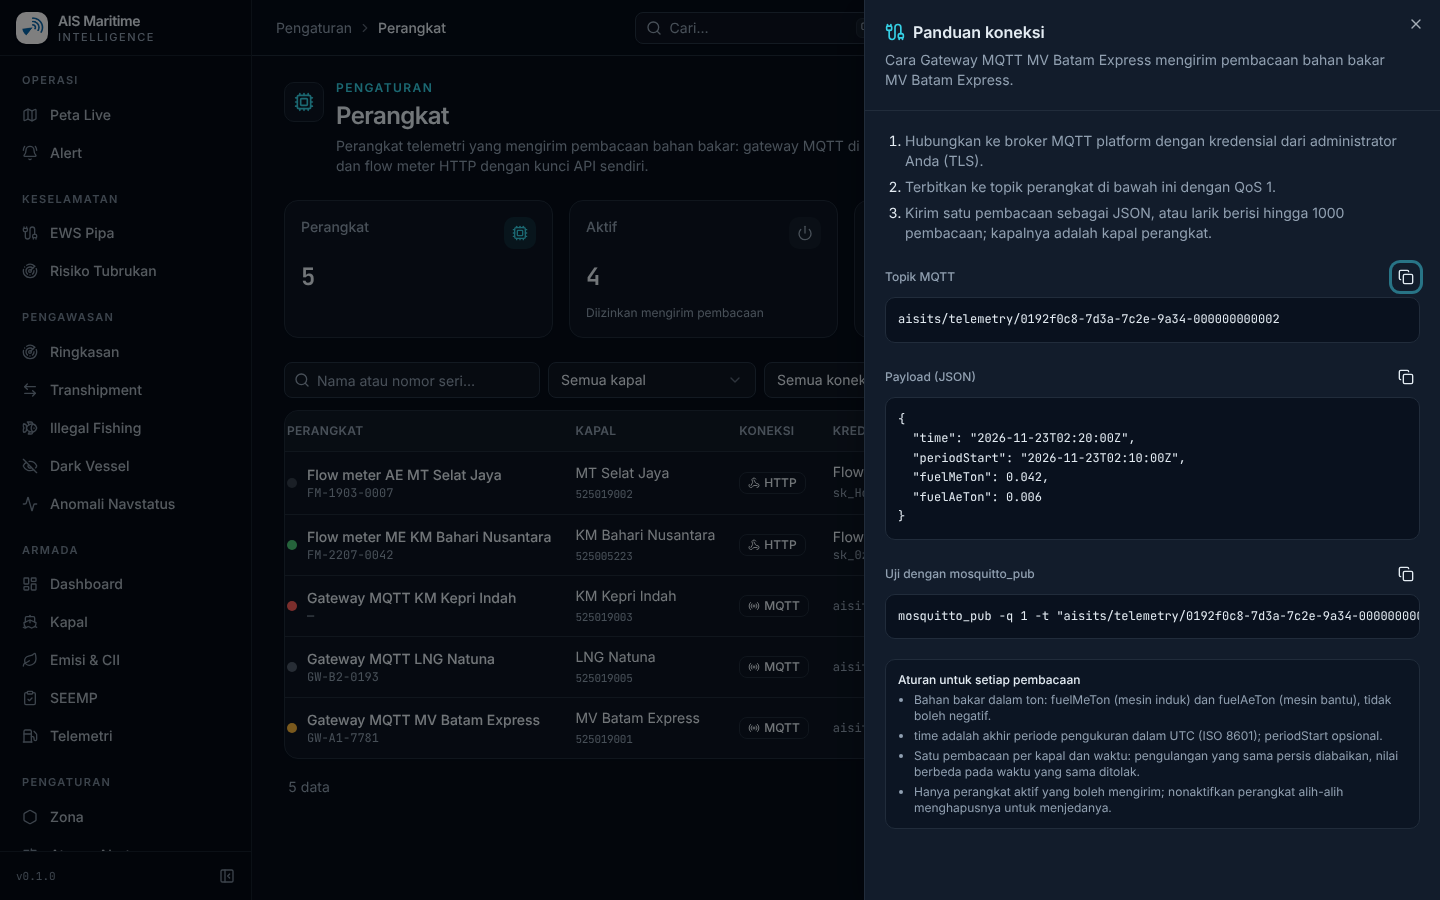 AIS Maritime
INTELLIGENCE
OPERASI
Peta Live
Alert
KESELAMATAN
EWS Pipa
Risiko Tubrukan
PENGAWASAN
Ringkasan
Transhipment
Illegal Fishing
Dark Vessel
Anomali Navstatus
ARMADA
Dashboard
Kapal
Emisi & CII
SEEMP
Telemetri
PENGATURAN
Zona
v0.1.0
Pengaturan > Perangkat
Cari...
PENGATURAN
Perangkat
Perangkat telemetri yang mengirim pembacaan bahan bakar: gateway MQTT di
dan flow meter HTTP dengan kunci API sendiri.
Perangkat
5
Aktif
4
Diizinkan mengirim pembacaan
Nama atau nomor seri...
Semua kapal
Semua konek
PERANGKAT KAPAL KONEKSI KRED
Flow meter AE MT Selat Jaya MT Selat Jaya HTTP Flow
FM-1903-0007 525019002
Flow meter ME KM Bahari Nusantara KM Bahari Nusantara HTTP Flow
FM-2207-0042 525005223
Gateway MQTT KM Kepri Indah KM Kepri Indah MQTT aisi
— 525019003
Gateway MQTT LNG Natuna LNG Natuna MQTT aisi
GW-B2-0193 525019005
Gateway MQTT MV Batam Express MV Batam Express MQTT aisi
GW-A1-7781 525019001
5 data
Panduan koneksi
Cara Gateway MQTT MV Batam Express mengirim pembacaan bahan bakar
MV Batam Express.
1. Hubungkan ke broker MQTT platform dengan kredensial dari administrator
Anda (TLS).
2. Terbitkan ke topik perangkat di bawah ini dengan QoS 1.
3. Kirim satu pembacaan sebagai JSON, atau larik berisi hingga 1000
pembacaan; kapalnya adalah kapal perangkat.
Topik MQTT
aisits/telemetry/0192f0c8-7d3a-7c2e-9a34-000000000002
Payload (JSON)
{
"time": "2026-11-23T02:20:00Z",
"periodStart": "2026-11-23T02:10:00Z",
"fuelMeTon": 0.042,
"fuelAeTon": 0.006
}
Uji dengan mosquitto_pub
mosquitto_pub -q 1 -t "aisits/telemetry/0192f0c8-7d3a-7c2e-9a34-00000000
Aturan untuk setiap pembacaan
• Bahan bakar dalam ton: fuelMeTon (mesin induk) dan fuelAeTon (mesin bantu), tidak
boleh negatif.
• time adalah akhir periode pengukuran dalam UTC (ISO 8601); periodStart opsional.
• Satu pembacaan per kapal dan waktu: pengulangan yang sama persis diabaikan, nilai
berbeda pada waktu yang sama ditolak.
• Hanya perangkat aktif yang boleh mengirim; nonaktifkan perangkat alih-alih
menghapusnya untuk menjedanya.